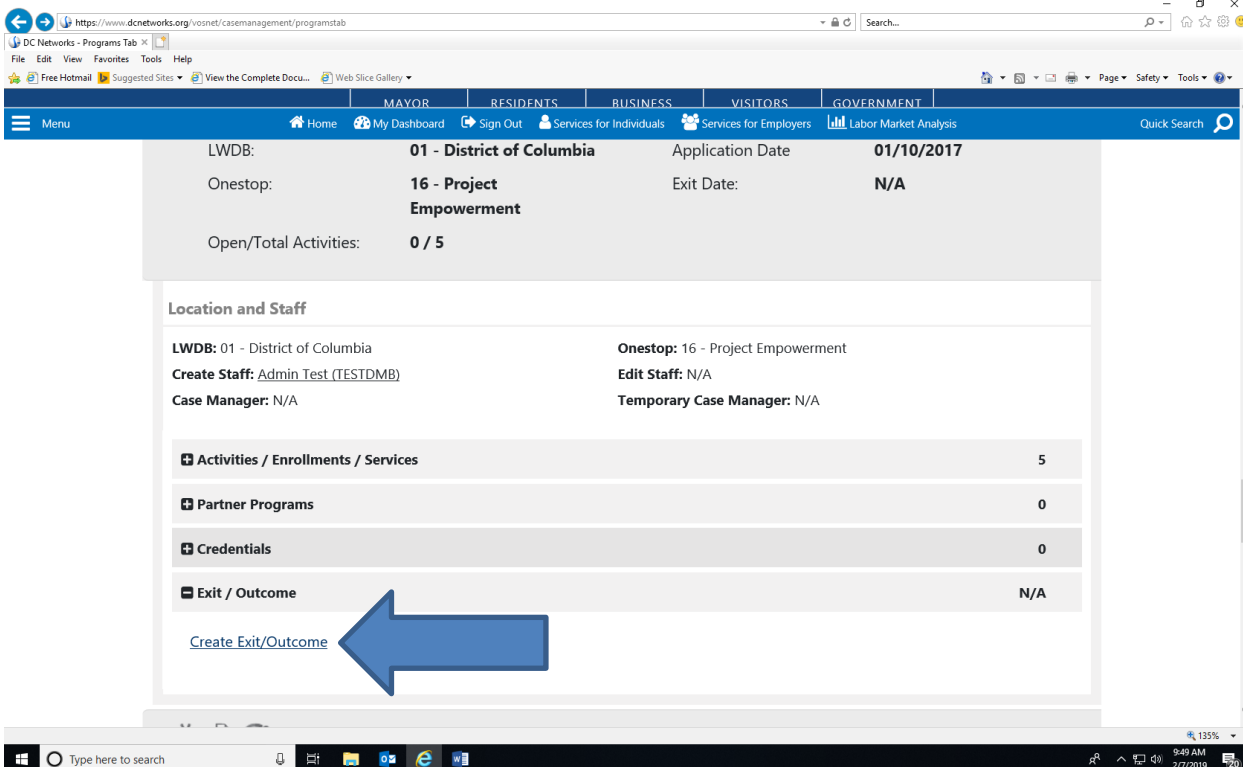 https://www.dcnetworks.org/vosnet/casemanagement/programstab
Search...
DC Networks - Programs Tab
File Edit View Favorites Tools Help
Free Hotmail Suggested Sites View the Complete Docu... Web Slice Gallery Page Safety Tools
MAYOR RESIDENTS BUSINESS VISITORS GOVERNMENT
Menu Home My Dashboard Sign Out Services for Individuals Services for Employers Labor Market Analysis Quick Search
LWDB: 01 - District of Columbia Application Date 01/10/2017
Onestop: 16 - Project Empowerment Exit Date: N/A
Open/Total Activities: 0 / 5
Location and Staff
LWDB: 01 - District of Columbia Onestop: 16 - Project Empowerment
Create Staff: Admin Test (TESTDMB) Edit Staff: N/A
Case Manager: N/A Temporary Case Manager: N/A
Activities / Enrollments / Services 5
Partner Programs 0
Credentials 0
Exit / Outcome N/A
Create Exit/Outcome
135%
Type here to search
9:49 AM
2/7/2019
20